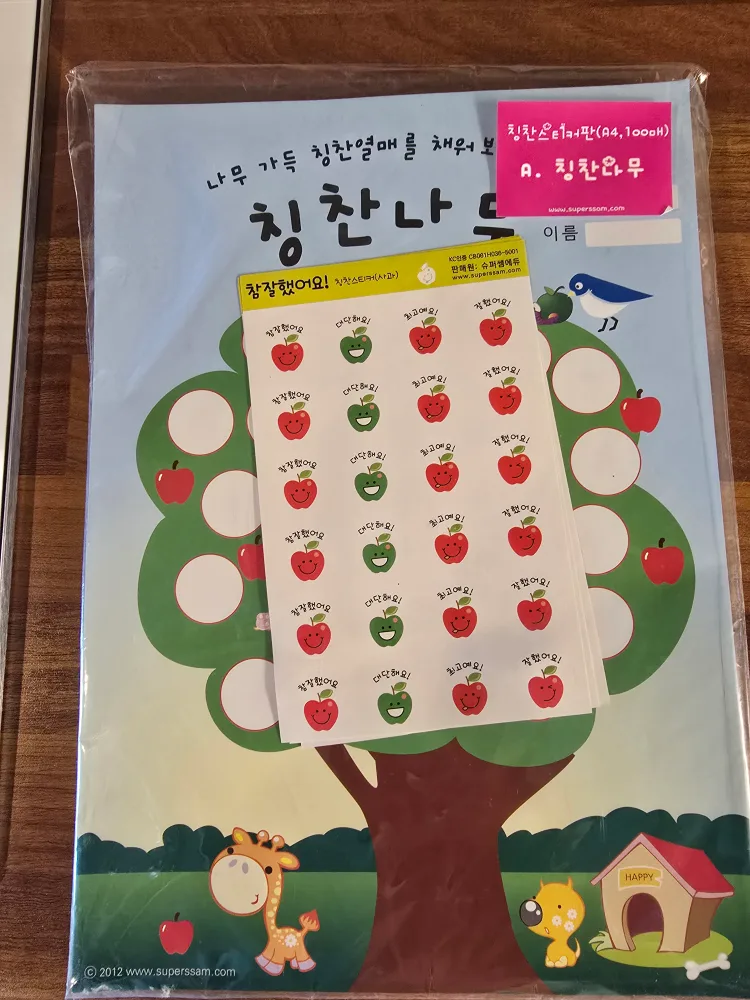 나무 가득 칭찬열매를 채워 보
칭찬나무
칭찬스티커판(A4,100매)
A. 칭찬나무
www.superssam.com
이름
참잘했어요! 칭찬스티커(사과)
KC인증 CB061H036-5001
판매원: 슈퍼쌤에듀
www.superssam.com
참잘했어요 대단해요! 최고예요! 잘했어요!
참잘했어요 대단해요! 최고예요! 잘했어요!
참잘했어요 대단해요! 최고예요! 잘했어요!
참잘했어요 대단해요! 최고예요! 잘했어요!
참잘했어요 대단해요! 최고예요! 잘했어요!
참잘했어요 대단해요! 최고예요! 잘했어요!
HAPPY
ⓒ 2012 www.superssam.com